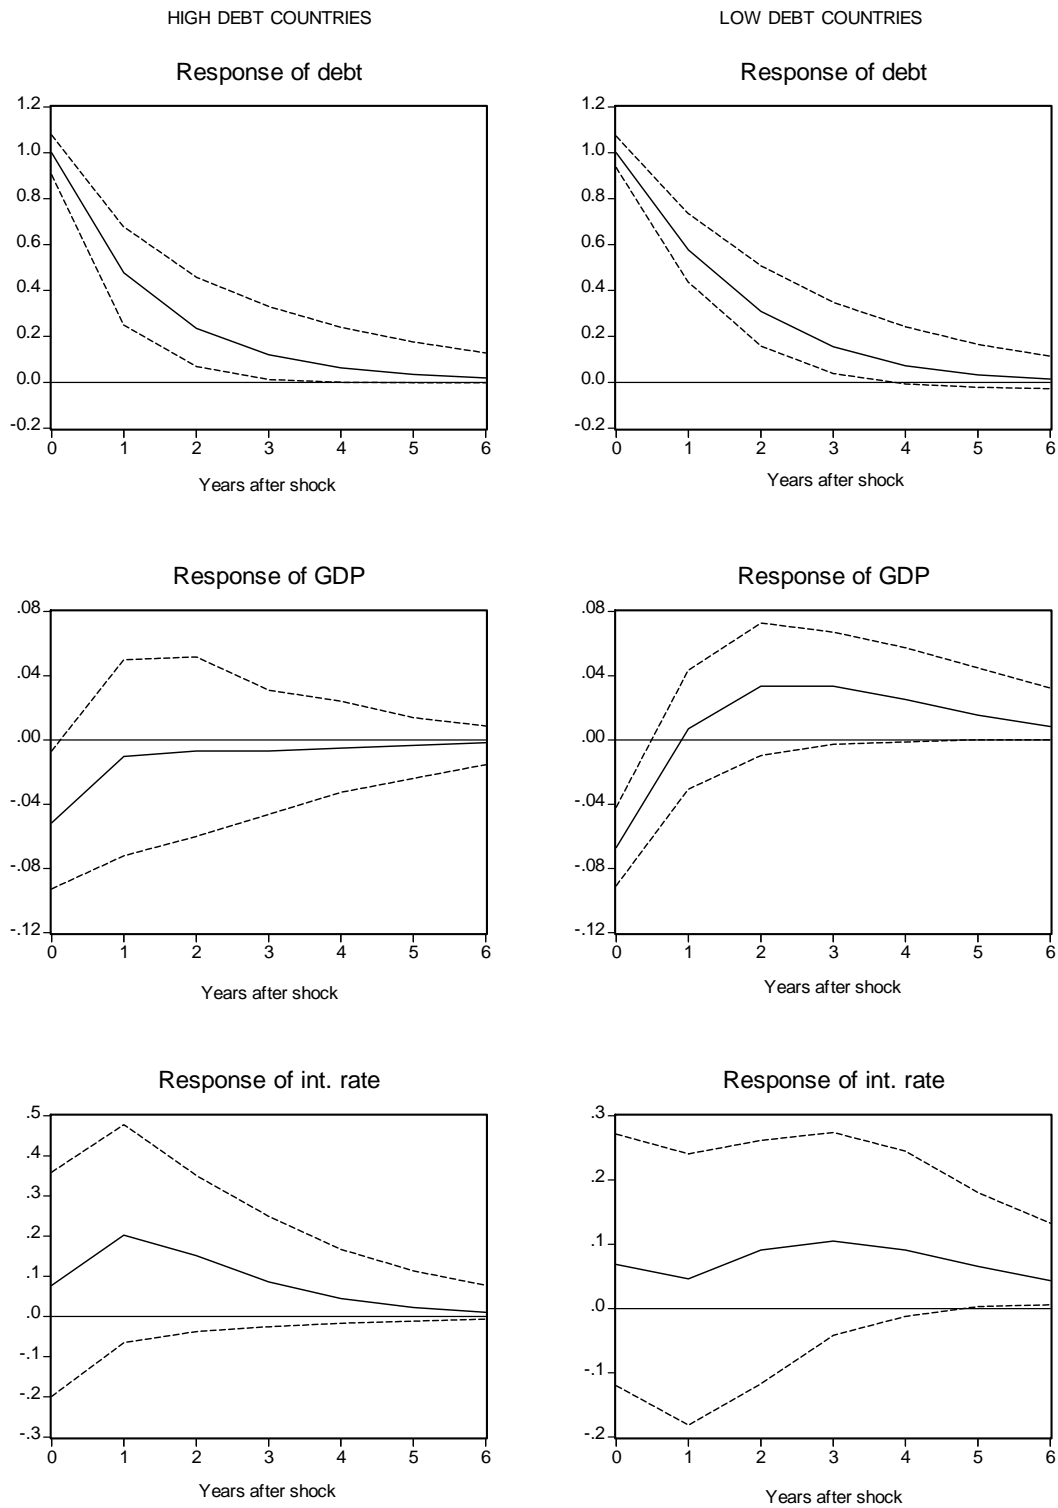 HIGH DEBT COUNTRIES
LOW DEBT COUNTRIES
Response of debt
1.2
1.0
0.8
0.6
0.4
0.2
0.0
-0.2
0 1 2 3 4 5 6
Years after shock
Response of debt
1.2
1.0
0.8
0.6
0.4
0.2
0.0
-0.2
0 1 2 3 4 5 6
Years after shock
Response of GDP
.08
.04
.00
-.04
-.08
-.12
0 1 2 3 4 5 6
Years after shock
Response of GDP
.08
.04
.00
-.04
-.08
-.12
0 1 2 3 4 5 6
Years after shock
Response of int. rate
.5
.4
.3
.2
.1
.0
-.1
-.2
-.3
0 1 2 3 4 5 6
Years after shock
Response of int. rate
.3
.2
.1
.0
-.1
-.2
0 1 2 3 4 5 6
Years after shock